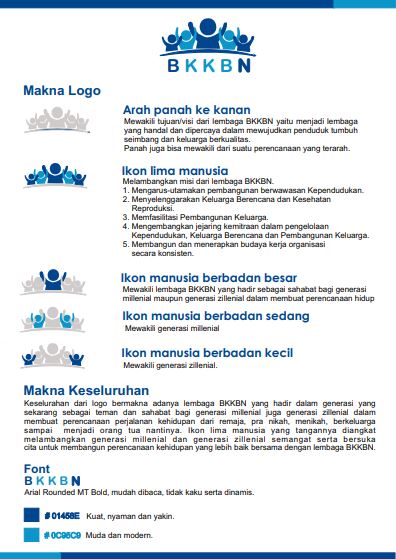 BKKBN
Makna Logo
Arah panah ke kanan
Mewakili tujuan/visi dari lembaga BKKBN yaitu menjadi lembaga
yang handal dan dipercaya dalam mewujudkan penduduk tumbuh
seimbang dan keluarga berkualitas.
Panah juga bisa mewakili dari suatu perencanaan yang terarah.
Ikon lima manusia
Melambangkan misi dari lembaga BKKBN.
1. Mengarus-utamakan pembangunan berwawasan Kependudukan.
2. Menyelenggarakan Keluarga Berencana dan Kesehatan
Reproduksi.
3. Memfasilitasi Pembangunan Keluarga.
4. Mengembangkan jejaring kemitraan dalam pengelolaan
Kependudukan, Keluarga Berencana dan Pembangunan Keluarga.
5. Membangun dan menerapkan budaya kerja organisasi
secara konsisten.
Ikon manusia berbadan besar
Mewakili lembaga BKKBN yang hadir sebagai sahabat bagi generasi
millenial maupun generasi zillenial dalam membuat perencanaan hidup
Ikon manusia berbadan sedang
Mewakili generasi millenial
Ikon manusia berbadan kecil
Mewakili generasi zillenial.
Makna Keseluruhan
Keseluruhan dari logo bermakna adanya lembaga BKKBN yang hadir dalam generasi yang
sekarang sebagai teman dan sahabat bagi generasi millenial juga generasi zillenial dalam
membuat perencanaan perjalanan kehidupan dari remaja, pra nikah, menikah, berkeluarga
sampai menjadi orang tua nantinya. Ikon lima manusia yang tangannya diangkat
melambangkan generasi millenial dan generasi zillenial semangat serta bersuka
cita untuk membangun perencanaan kehidupan yang lebih baik bersama dengan lembaga BKKBN.
Font
BKKBN
Arial Rounded MT Bold, mudah dibaca, tidak kaku serta dinamis.
Kuat, nyaman dan yakin.
# 0C95C9 Muda dan modern.